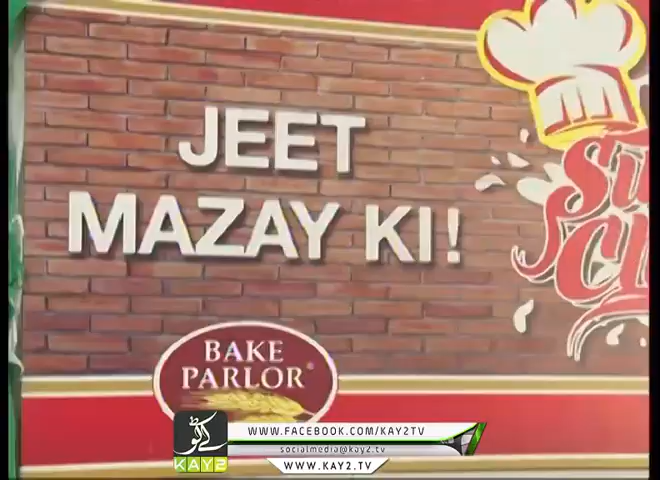 JEET
MAZAY KI!
BAKE
PARLOR®
WWW.FACEBOOK.COM/KAY2TV
socialmedia@kay2.tv
KAY2
WWW.KAY2.TV